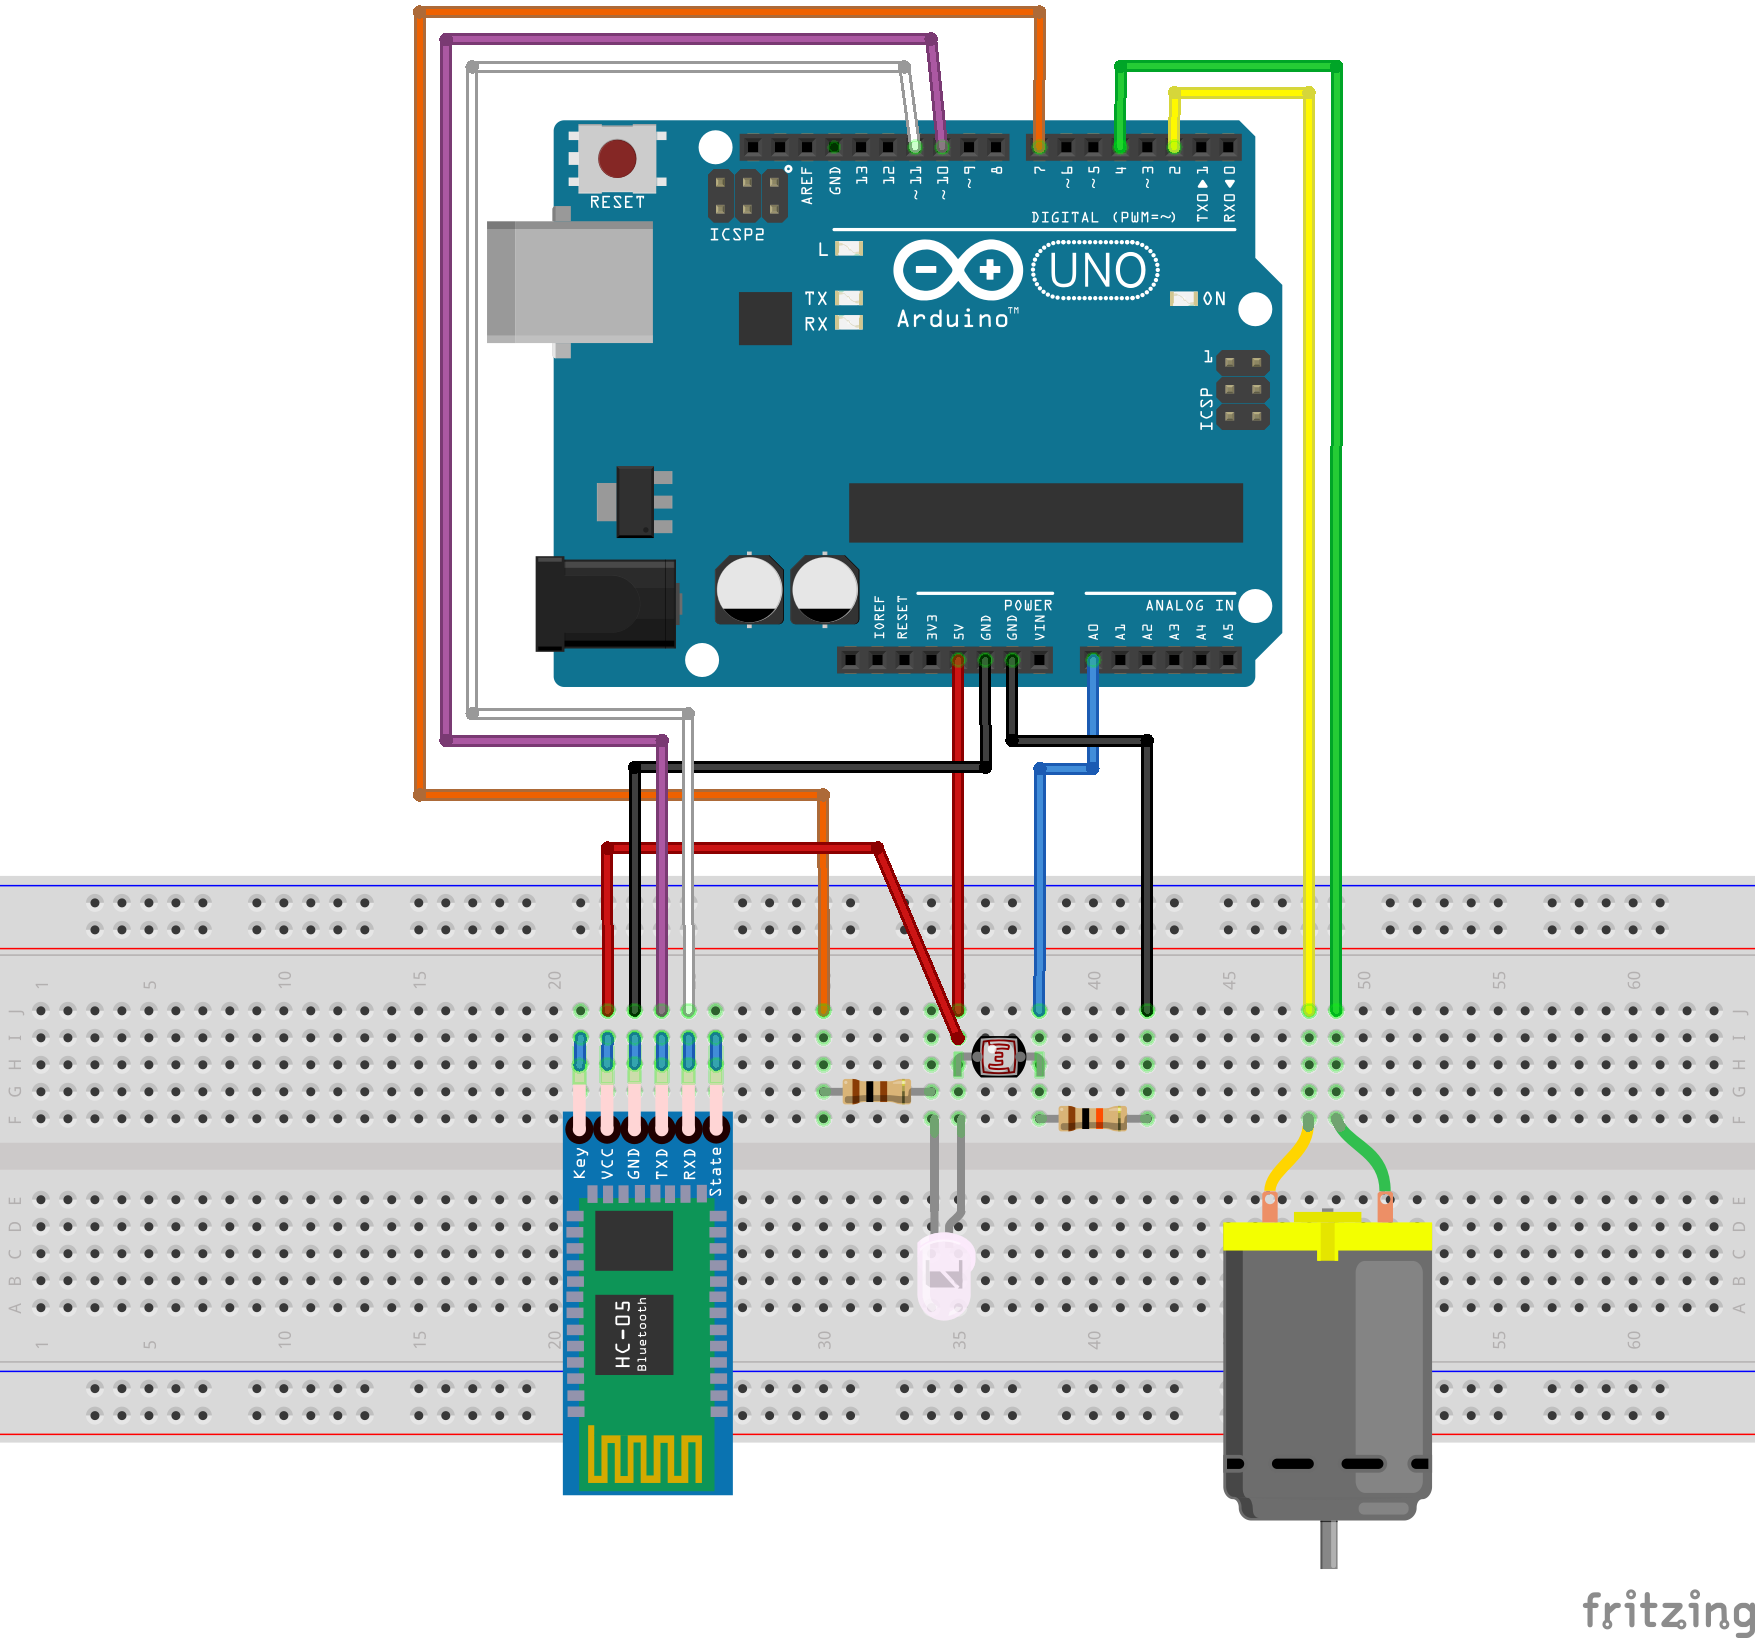 RESET
ICSP2
AREF
GND
13
12
~11
~10
~9
8
7
~6
~5
4
~3
2
TX0▶1
RX0◀0
DIGITAL (PWM=~)
L
TX
RX
UNO
Arduino™
ON
1
ICSP
IOREF
RESET
3V3
5V
GND
GND
VIN
POWER
A0
A1
A2
A3
A4
A5
ANALOG IN
1
5
10
15
20
40
45
50
55
60
J
I
H
G
F
J
I
H
G
F
Key
VCC
GND
TXD
RXD
State
E
D
C
B
A
E
D
C
B
A
HC-05
Bluetooth
1
5
10
15
20
30
35
40
55
60
fritzing